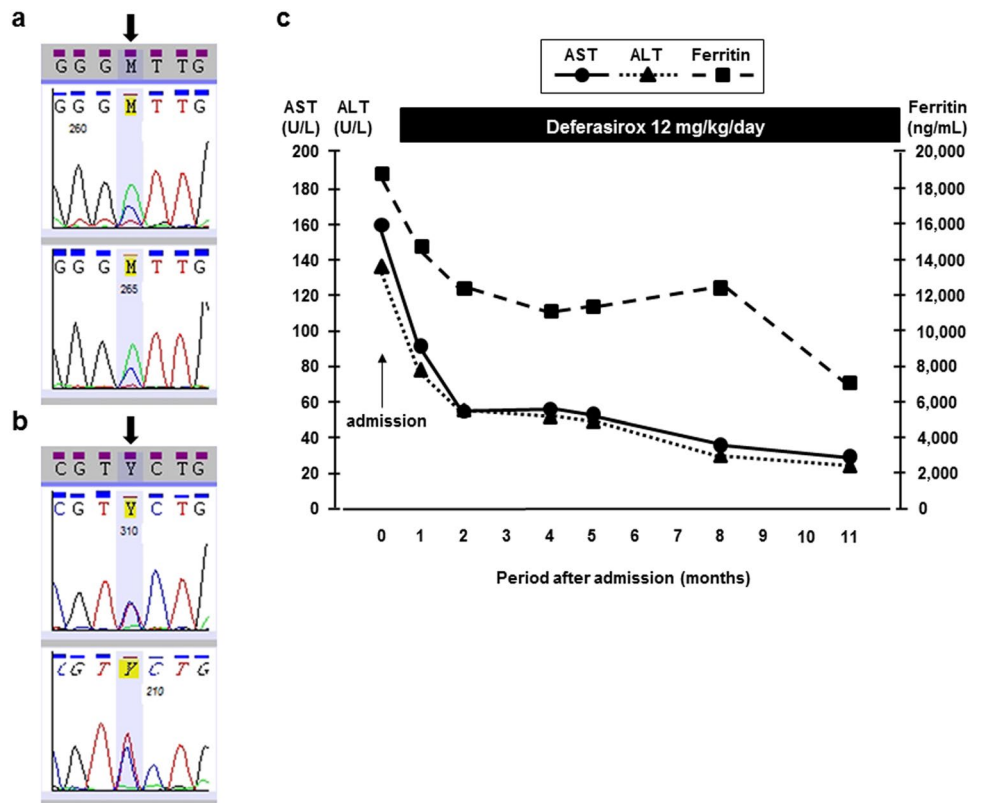 a
G G G M T T G
G G G M T T G
260
G G G M T T G
265
b
C G T Y C T G
C G T Y C T G
310
C G T Y C T G
210
c
AST ALT Ferritin
AST (U/L)
ALT (U/L)
Ferritin (ng/mL)
Deferasirox 12 mg/kg/day
200 20,000
180 18,000
160 16,000
140 14,000
120 12,000
100 10,000
80 8,000
60 6,000
40 4,000
20 2,000
0 0
admission
0 1 2 3 4 5 6 7 8 9 10 11
Period after admission (months)